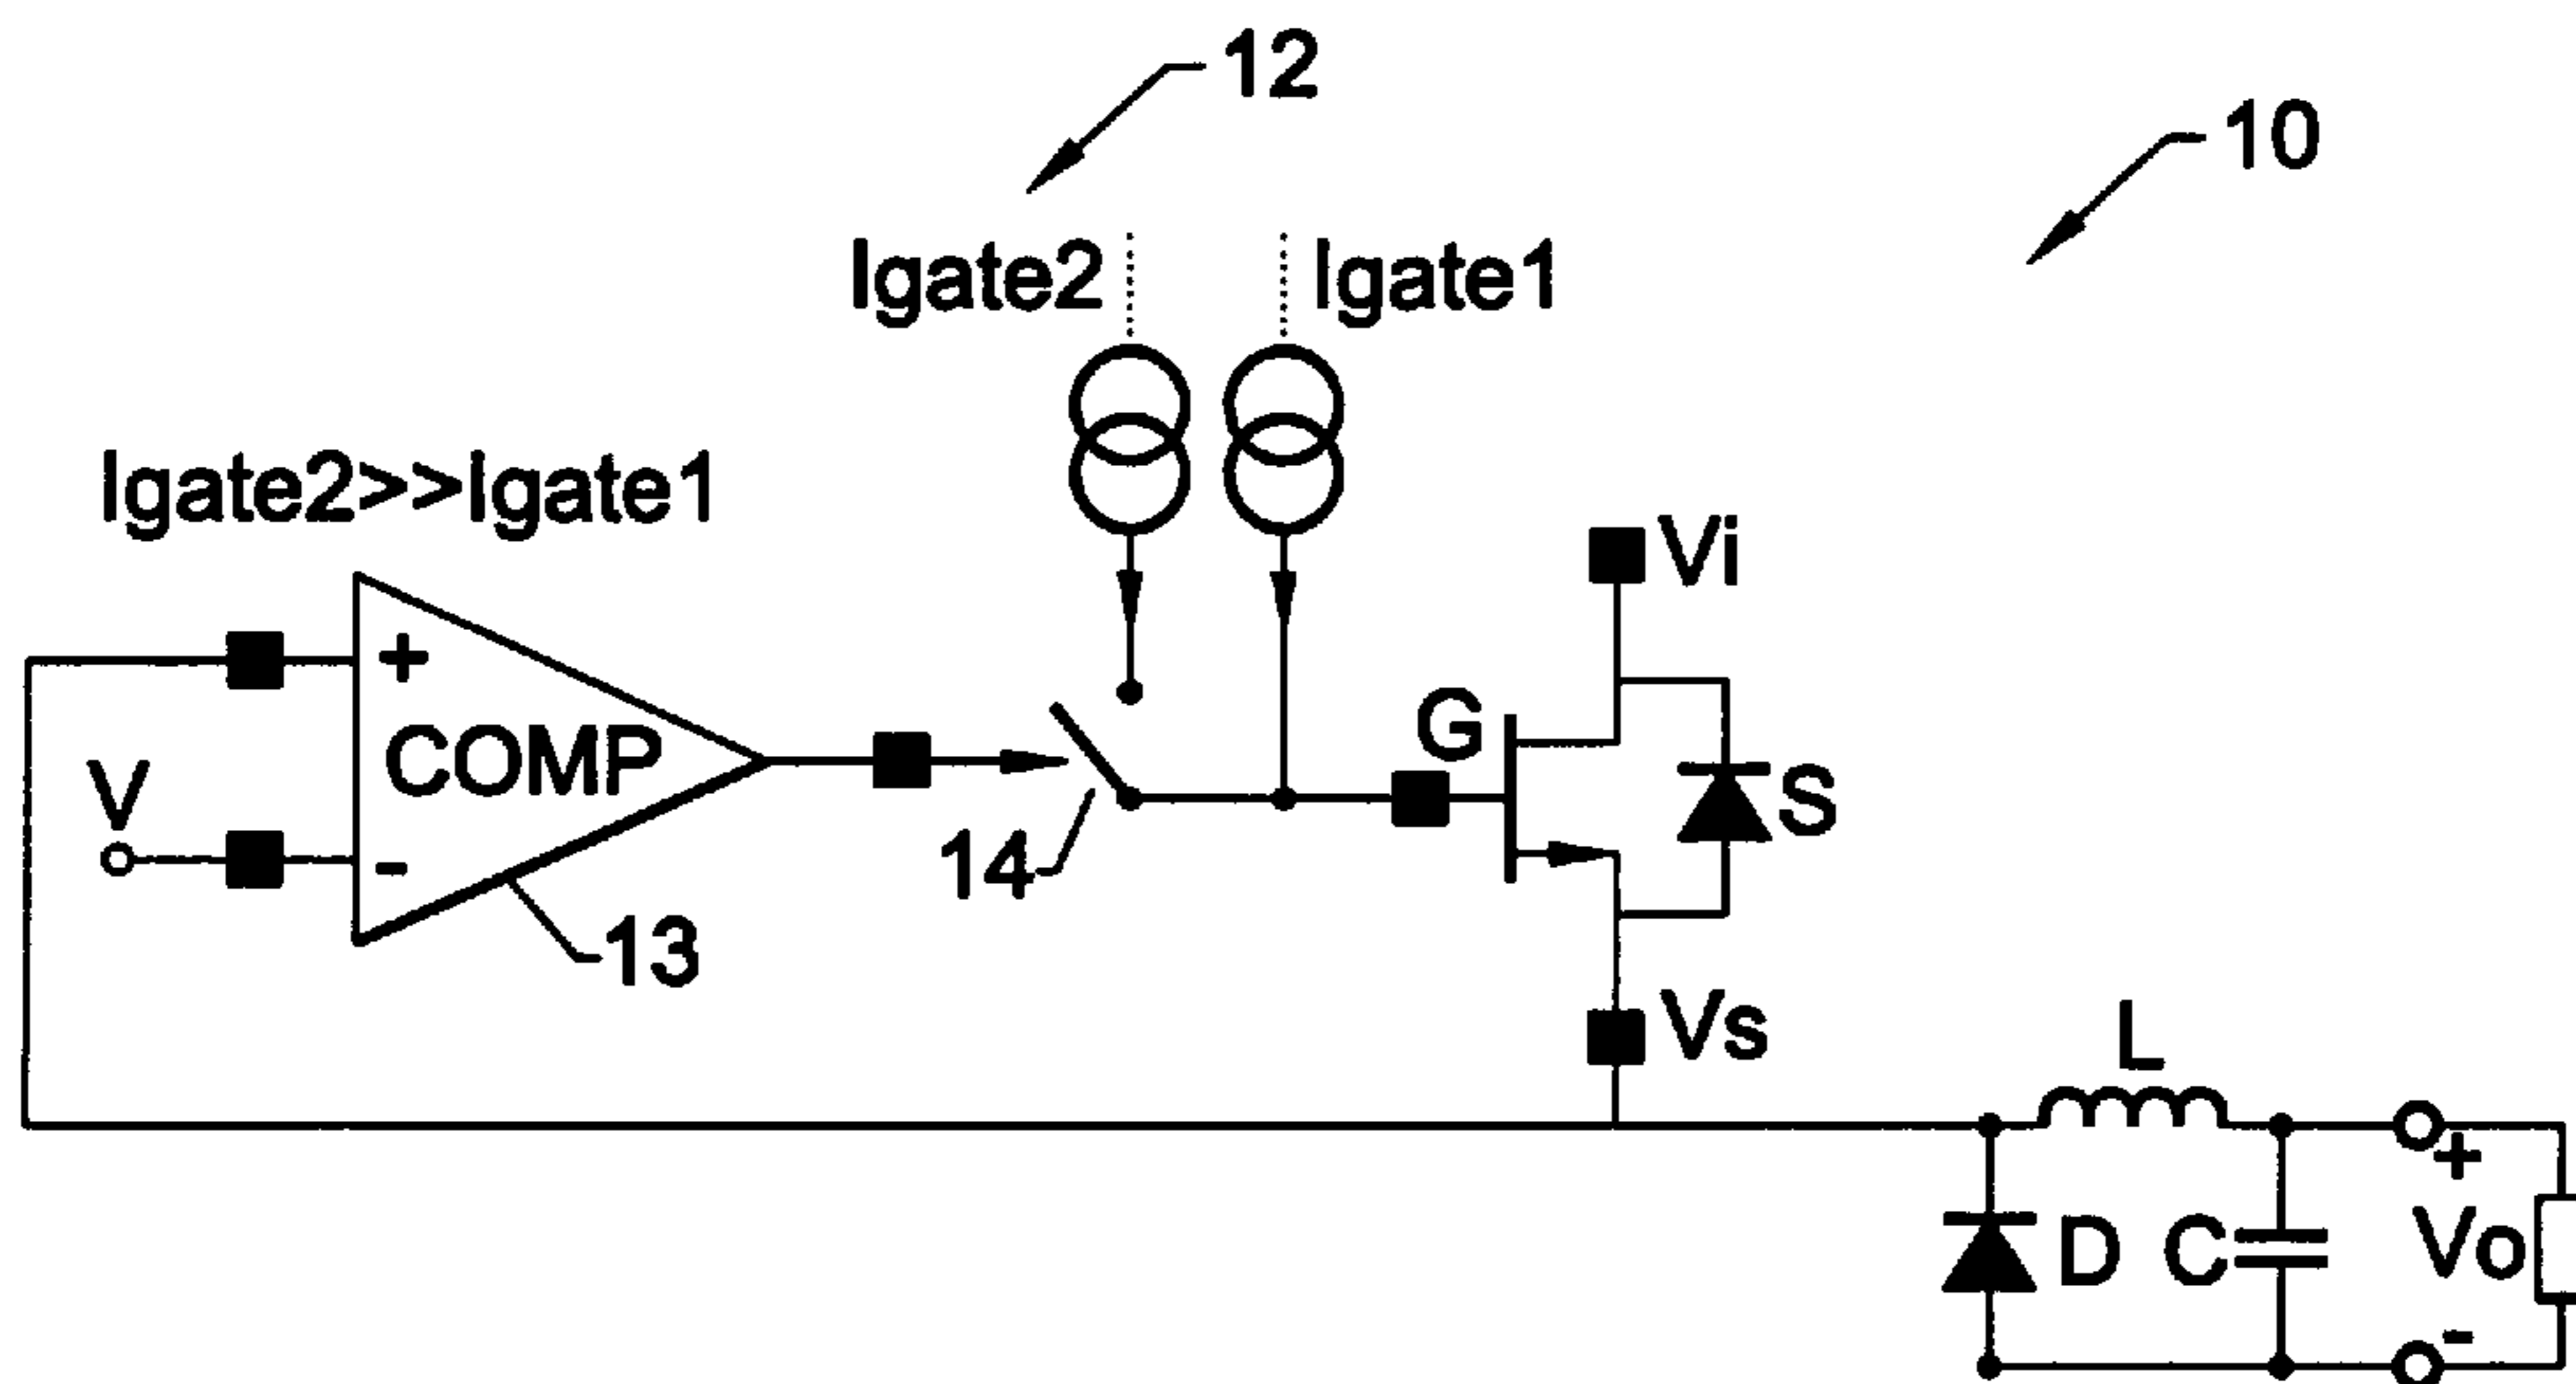 12
10
Igate2 Igate1
Igate2>>Igate1
Vi
+
COMP
G
V
S
-
14
13
Vs
L
+
D C Vo
-